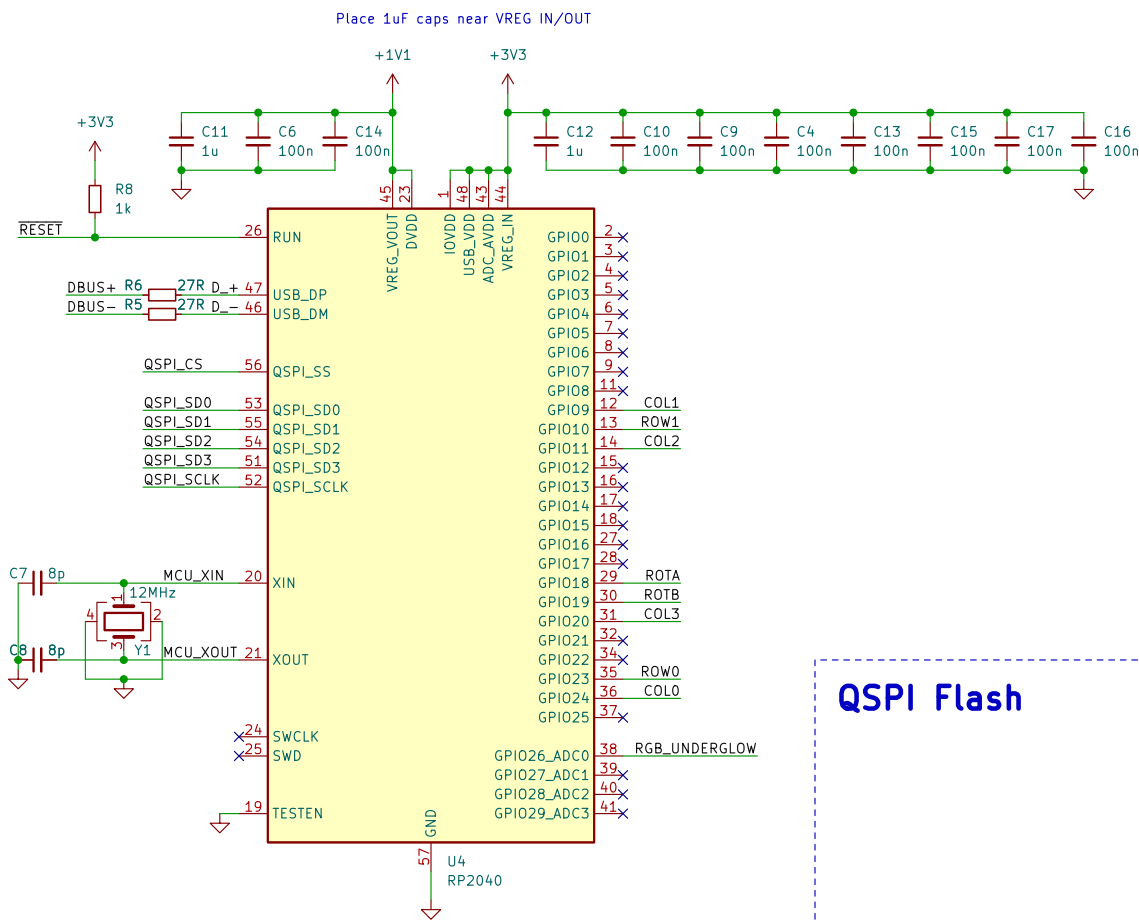 Place 1uF caps near VREG IN/OUT
+1V1
+3V3
+3V3
C11
1u
C6
100n
C14
100n
C12
1u
C10
100n
C9
100n
C4
100n
C13
100n
C15
100n
C17
100n
C16
100n
R8
1k
45
23
1
48
43
44
VREG_VOUT
DVDD
IOVDD
USB_VDD
ADC_AVDD
VREG_IN
RESET
26 RUN
DBUS+ R6 27R D_+ 47 USB_DP
DBUS- R5 27R D_- 46 USB_DM
QSPI_CS 56 QSPI_SS
QSPI_SD0 53 QSPI_SD0
QSPI_SD1 55 QSPI_SD1
QSPI_SD2 54 QSPI_SD2
QSPI_SD3 51 QSPI_SD3
QSPI_SCLK 52 QSPI_SCLK
C7 8p MCU_XIN 20 XIN
1 12MHz
4 2
3 Y1
C8 8p MCU_XOUT 21 XOUT
24 SWCLK
25 SWD
19 TESTEN
GPIO0 2
GPIO1 3
GPIO2 4
GPIO3 5
GPIO4 6
GPIO5 7
GPIO6 8
GPIO7 9
GPIO8 11
GPIO9 12 COL1
GPIO10 13 ROW1
GPIO11 14 COL2
GPIO12 15
GPIO13 16
GPIO14 17
GPIO15 18
GPIO16 27
GPIO17 28
GPIO18 29 ROTA
GPIO19 30 ROTB
GPIO20 31 COL3
GPIO21 32
GPIO22 34
GPIO23 35 ROW0
GPIO24 36 COL0
GPIO25 37
GPIO26_ADC0 38 RGB_UNDERGLOW
GPIO27_ADC1 39
GPIO28_ADC2 40
GPIO29_ADC3 41
GND
57
U4
RP2040
QSPI Flash